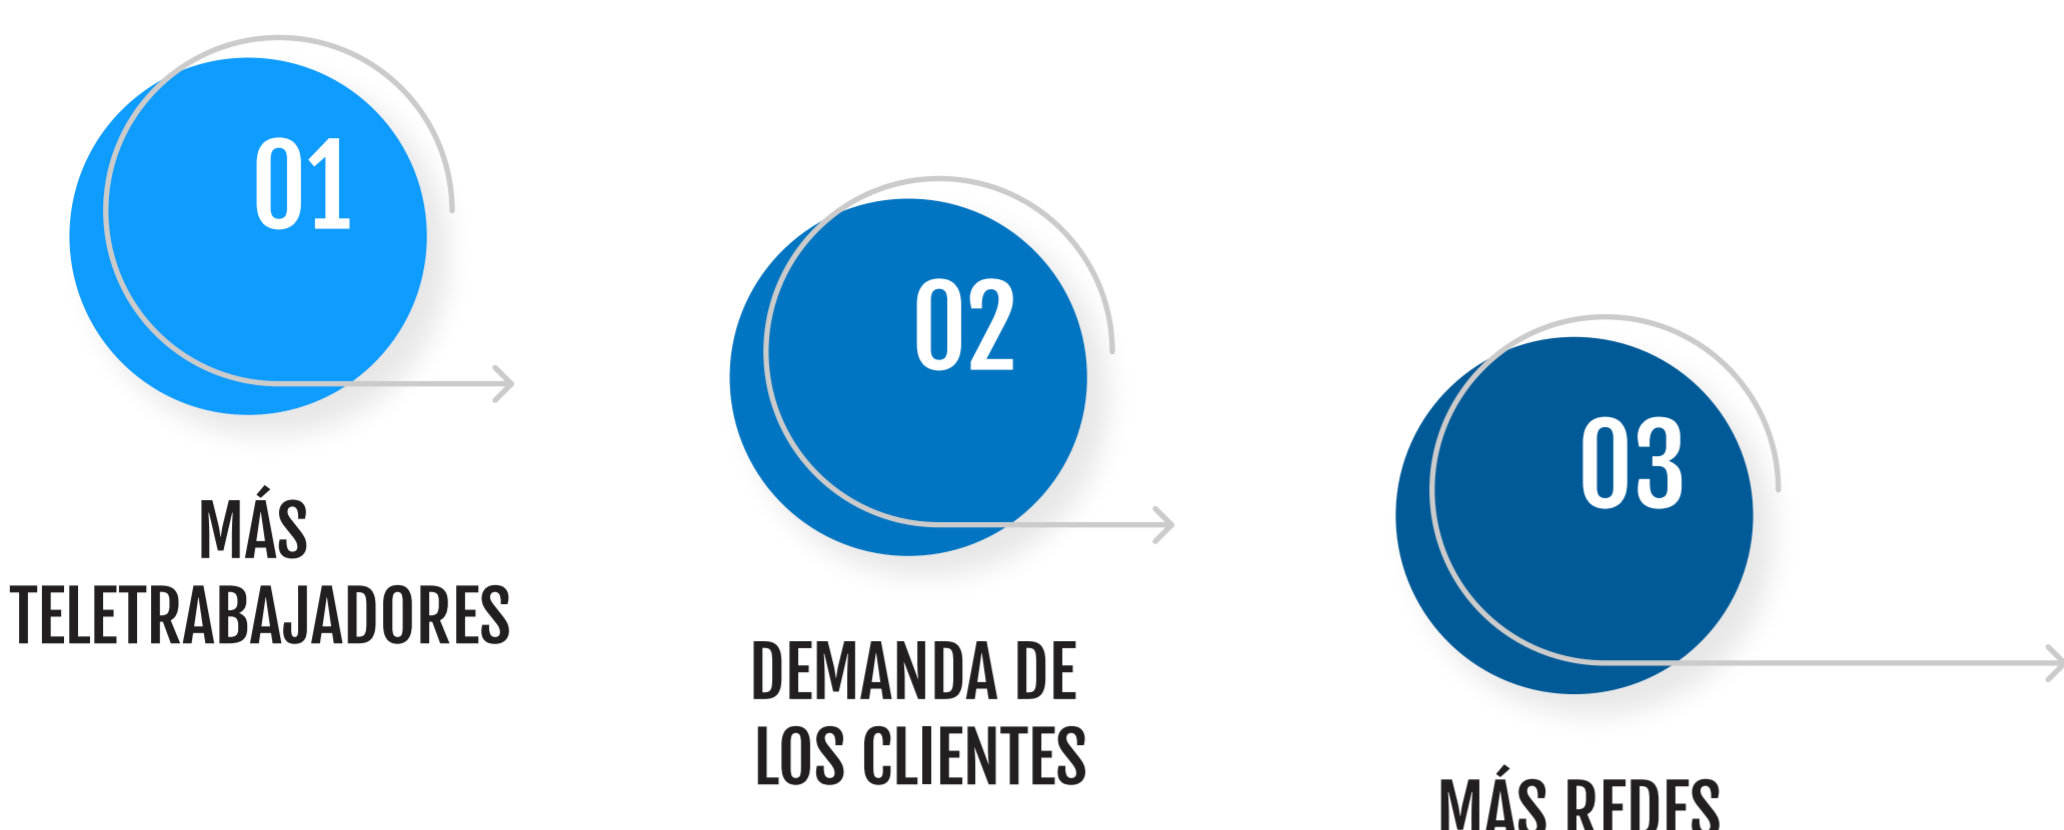 01
MÁS
TELETRABAJADORES
02
DEMANDA DE
LOS CLIENTES
03
MÁS REDES